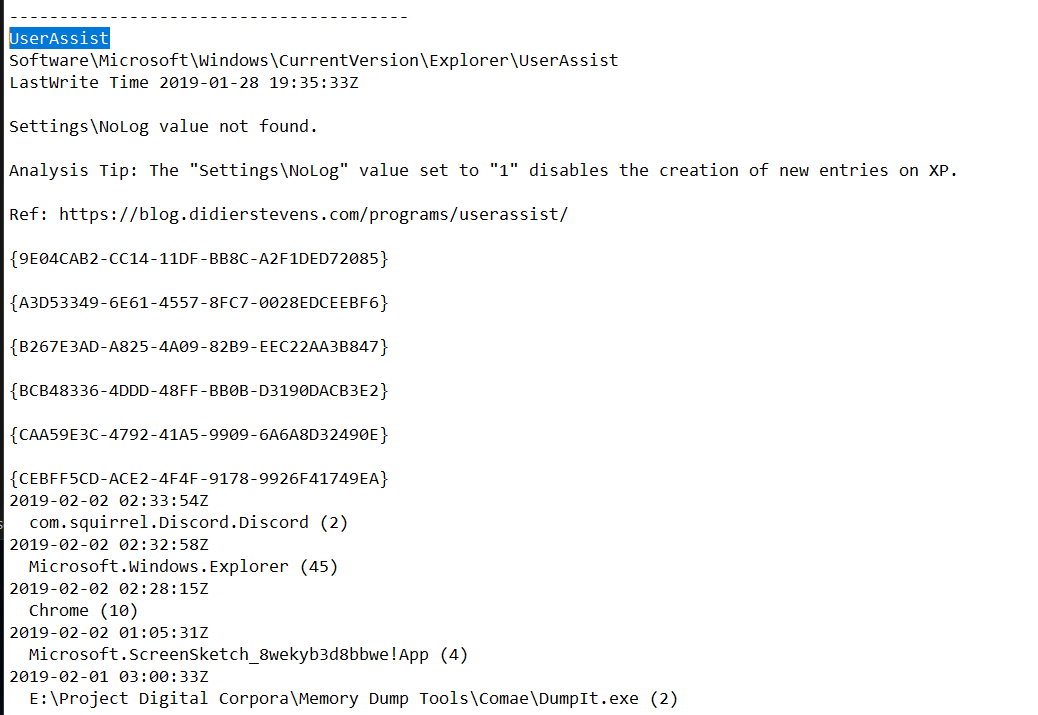 ----------------------------------------
UserAssist
Software\Microsoft\Windows\CurrentVersion\Explorer\UserAssist
LastWrite Time 2019-01-28 19:35:33Z
Settings\NoLog value not found.
Analysis Tip: The "Settings\NoLog" value set to "1" disables the creation of new entries on XP.
Ref: https://blog.didierstevens.com/programs/userassist/
{9E04CAB2-CC14-11DF-BB8C-A2F1DED72085}
{A3D53349-6E61-4557-8FC7-0028EDCEEBF6}
{B267E3AD-A825-4A09-82B9-EEC22AA3B847}
{BCB48336-4DDD-48FF-BB0B-D3190DACB3E2}
{CAA59E3C-4792-41A5-9909-6A6A8D32490E}
{CEBFF5CD-ACE2-4F4F-9178-9926F41749EA}
2019-02-02 02:33:54Z
  com.squirrel.Discord.Discord (2)
2019-02-02 02:32:58Z
  Microsoft.Windows.Explorer (45)
2019-02-02 02:28:15Z
  Chrome (10)
2019-02-02 01:05:31Z
  Microsoft.ScreenSketch_8wekyb3d8bbwe!App (4)
2019-02-01 03:00:33Z
  E:\Project Digital Corpora\Memory Dump Tools\Comae\DumpIt.exe (2)